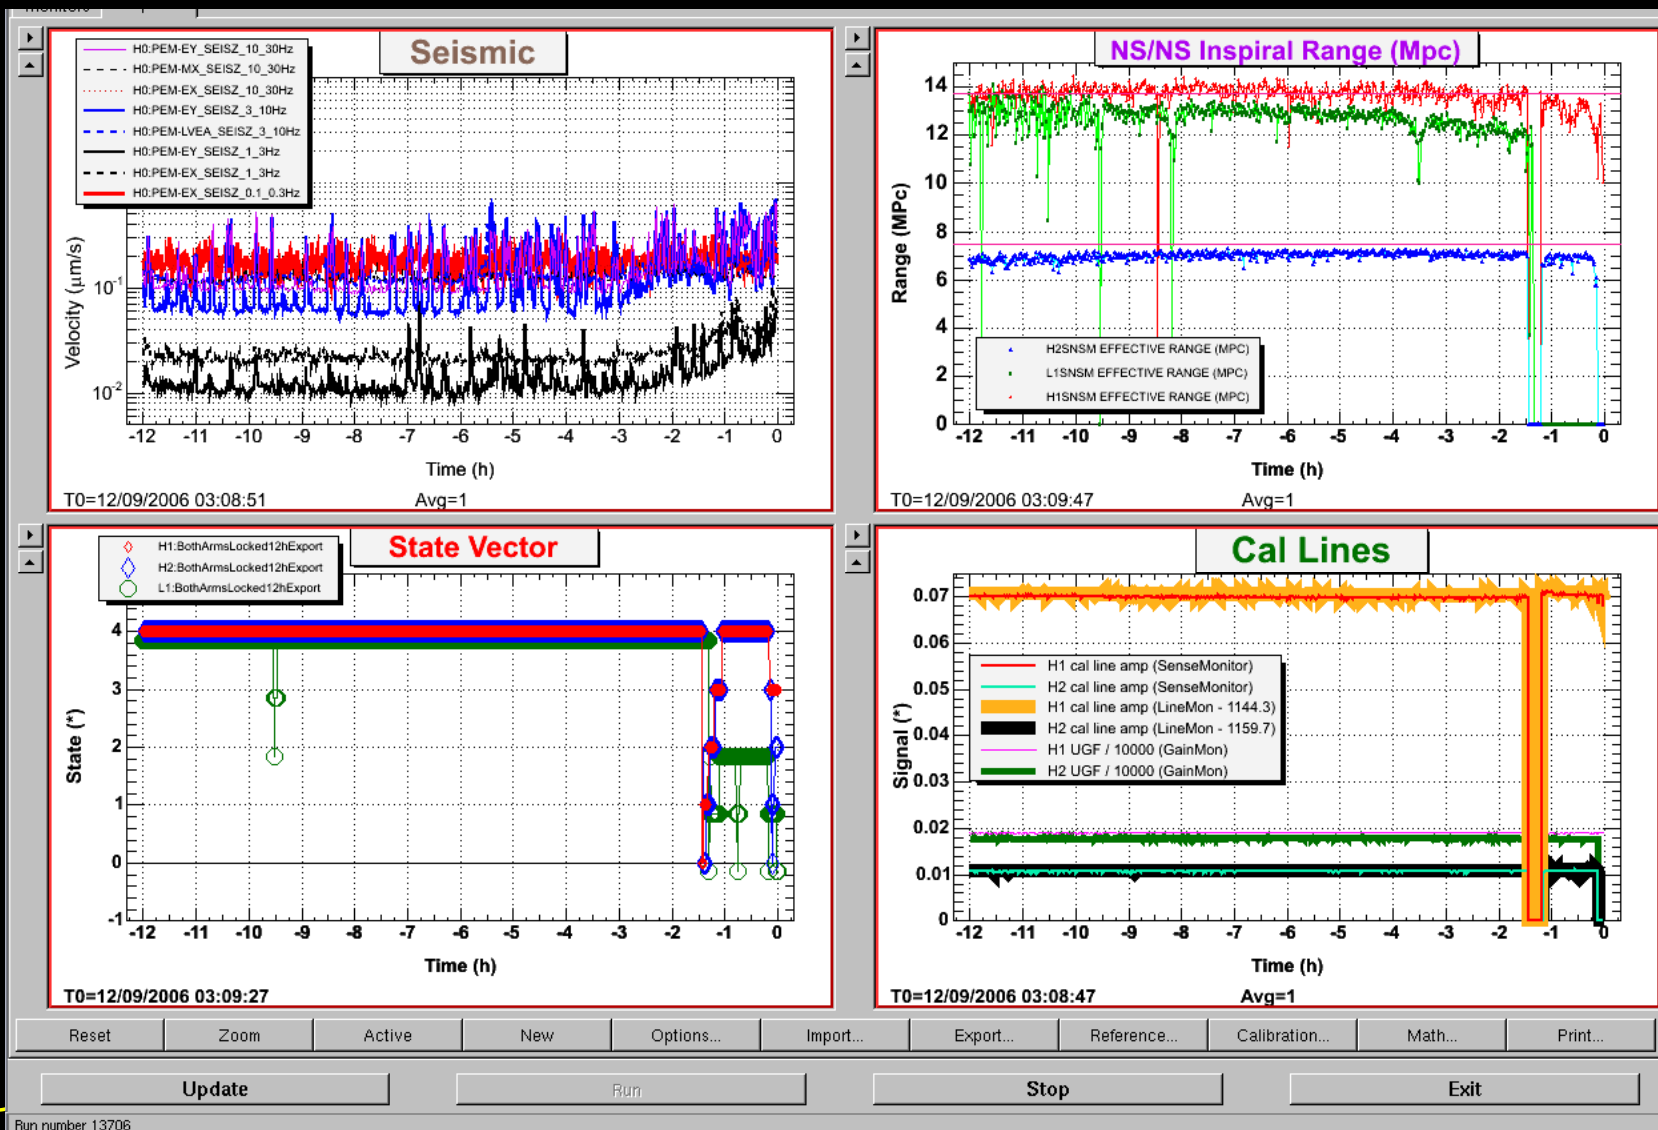 Seismic
H0:PEM-EY_SEISZ_10_30Hz
H0:PEM-MX_SEISZ_10_30Hz
H0:PEM-EX_SEISZ_10_30Hz
H0:PEM-EY_SEISZ_3_10Hz
H0:PEM-LVEA_SEISZ_3_10Hz
H0:PEM-EY_SEISZ_1_3Hz
H0:PEM-EX_SEISZ_1_3Hz
H0:PEM-EX_SEISZ_0.1_0.3Hz
Velocity (μm/s)
10-1
10-2
-12 -11 -10 -9 -8 -7 -6 -5 -4 -3 -2 -1 0
Time (h)
T0=12/09/2006 03:08:51 Avg=1
NS/NS Inspiral Range (Mpc)
Range (MPc)
14
12
10
8
6
4
2
0
H2SNSM EFFECTIVE RANGE (MPC)
L1SNSM EFFECTIVE RANGE (MPC)
H1SNSM EFFECTIVE RANGE (MPC)
-12 -11 -10 -9 -8 -7 -6 -5 -4 -3 -2 -1 0
Time (h)
T0=12/09/2006 03:09:47 Avg=1
State Vector
H1:BothArmsLocked12hExport
H2:BothArmsLocked12hExport
L1:BothArmsLocked12hExport
State (*)
4
3
2
1
0
-1
-12 -11 -10 -9 -8 -7 -6 -5 -4 -3 -2 -1 0
Time (h)
T0=12/09/2006 03:09:27
Cal Lines
Signal (*)
0.07
0.06
0.05
0.04
0.03
0.02
0.01
0
H1 cal line amp (SenseMonitor)
H2 cal line amp (SenseMonitor)
H1 cal line amp (LineMon - 1144.3)
H2 cal line amp (LineMon - 1159.7)
H1 UGF / 10000 (GainMon)
H2 UGF / 10000 (GainMon)
-12 -11 -10 -9 -8 -7 -6 -5 -4 -3 -2 -1 0
Time (h)
T0=12/09/2006 03:08:47 Avg=1
Reset Zoom Active New Options... Import... Export... Reference... Calibration... Math... Print...
Update Run Stop Exit
Run number 13706